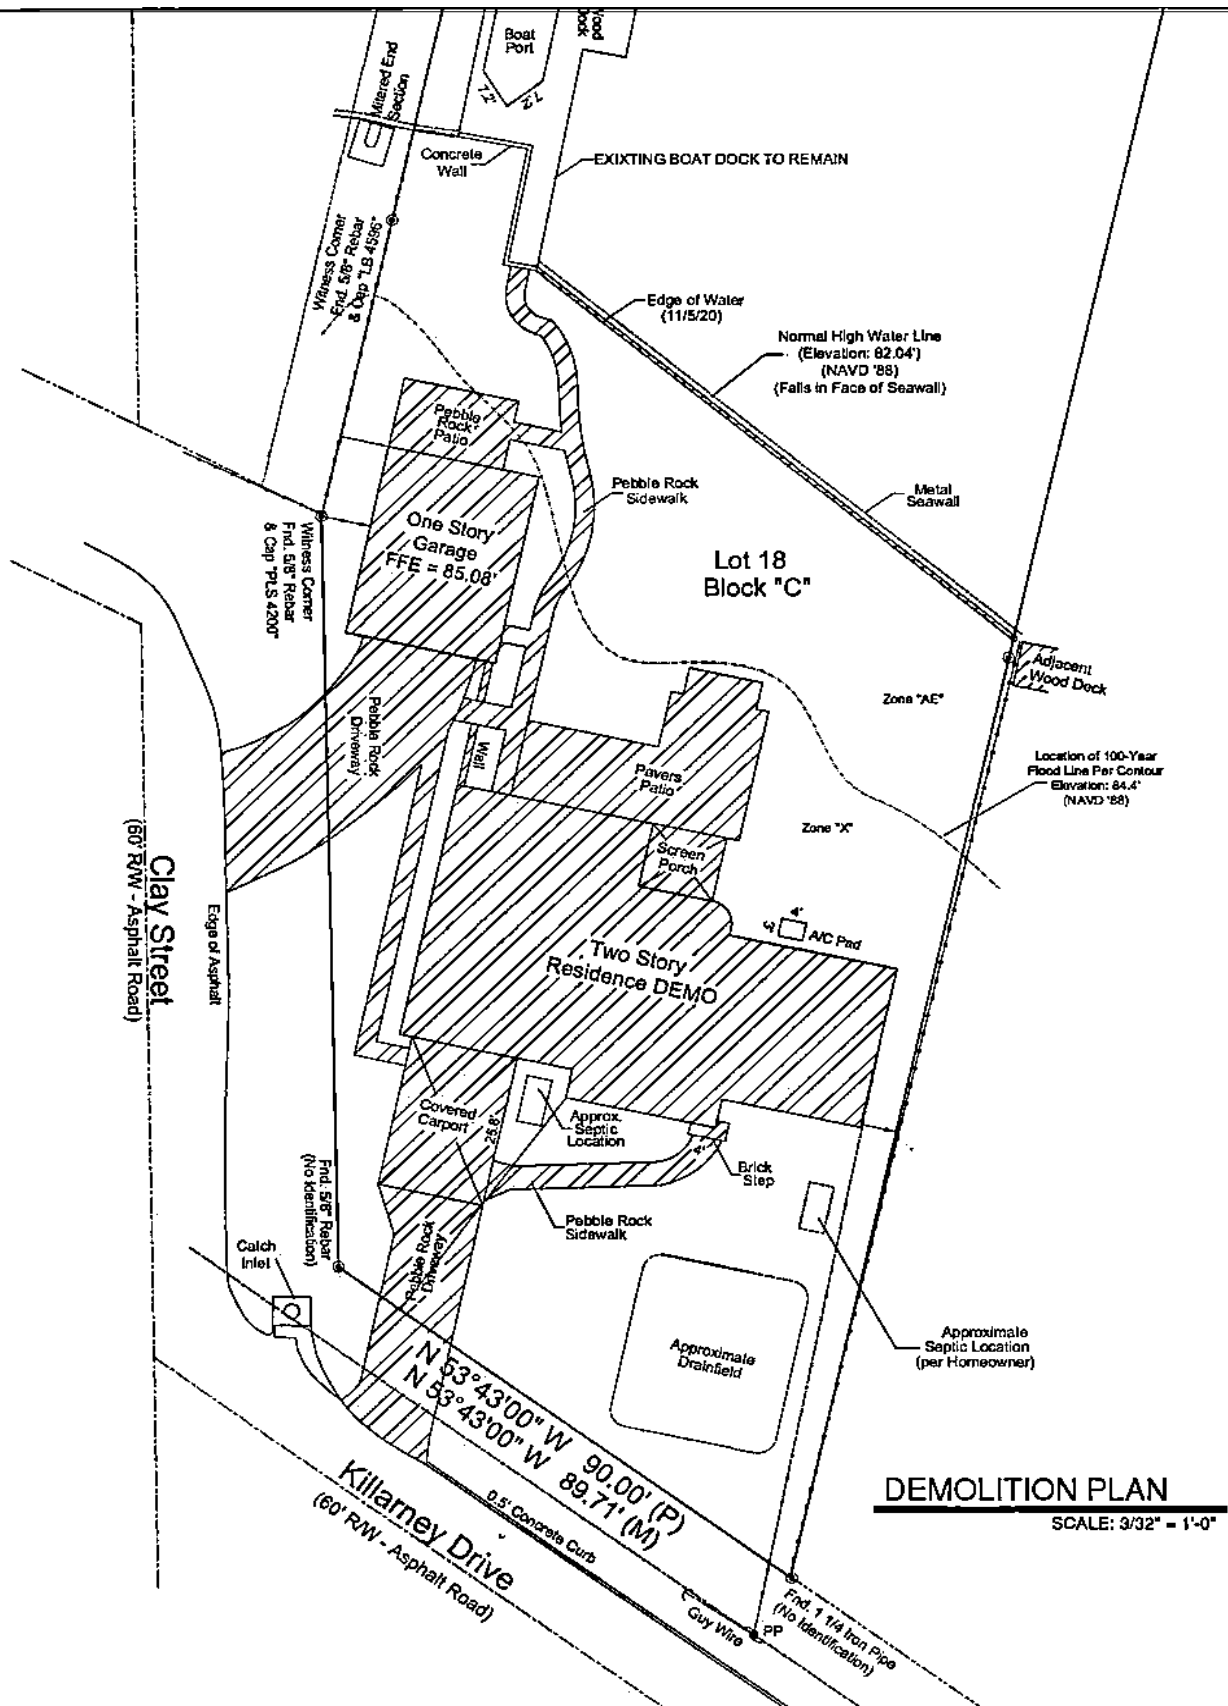 Boat
Port
Wood
Dock
7.2'
7.2'
Mitered End
Section
Concrete
Wall
EXIXTING BOAT DOCK TO REMAIN
Witness Corner
Fnd. 5/8" Rebar
& Cap "LB 4596"
Edge of Water
(11/5/20)
Normal High Water Line
(Elevation: 82.04')
(NAVD '88)
(Falls in Face of Seawall)
Pebble
Rock
Patio
Pebble Rock
Sidewalk
Metal
Seawall
One Story
Garage
FFE = 85.08'
Witness Corner
Fnd. 5/8" Rebar
& Cap "PLS 4200"
Lot 18
Block "C"
Adjacent
Wood Deck
Zone "AE"
Pebble Rock
Driveway
Wall
Pavers
Patio
Location of 100-Year
Flood Line Per Contour
Elevation: 84.4'
(NAVD '88)
Zone "X"
Screen
Porch
Clay Street
(60' R/W - Asphalt Road)
Edge of Asphalt
4'
3'
A/C Pad
Two Story
Residence DEMO
Covered
Carport
25.8'
Approx.
Septic
Location
4'
Brick
Step
Fnd. 5/8" Rebar
(No Identification)
Pebble Rock
Sidewalk
Catch
Inlet
Pebble Rock
Driveway
Approximate
Drainfield
Approximate
Septic Location
(per Homeowner)
N 53°43'00" W 90.00' (P)
N 53°43'00" W 89.71' (M)
Killarney Drive
(60' R/W - Asphalt Road)
0.5' Concrete Curb
Guy Wire
PP
Fnd. 1 1/4 Iron Pipe
(No Identification)
DEMOLITION PLAN
SCALE: 3/32" = 1'-0"